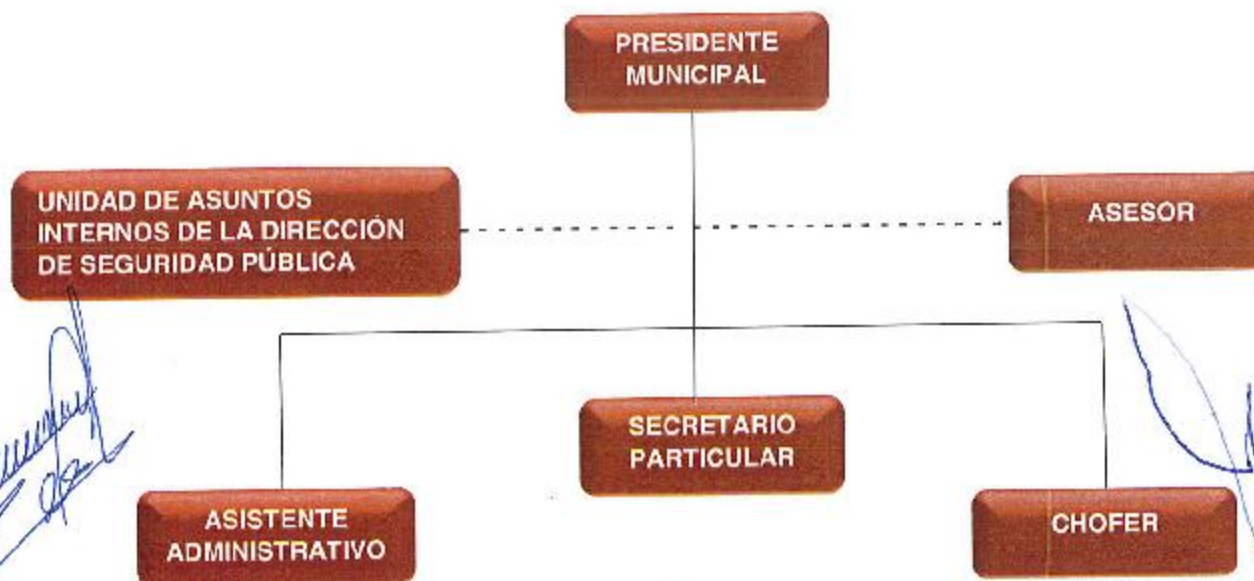 PRESIDENTE
MUNICIPAL
UNIDAD DE ASUNTOS
INTERNOS DE LA DIRECCIÓN
DE SEGURIDAD PÚBLICA
ASESOR
SECRETARIO
PARTICULAR
ASISTENTE
ADMINISTRATIVO
CHOFER